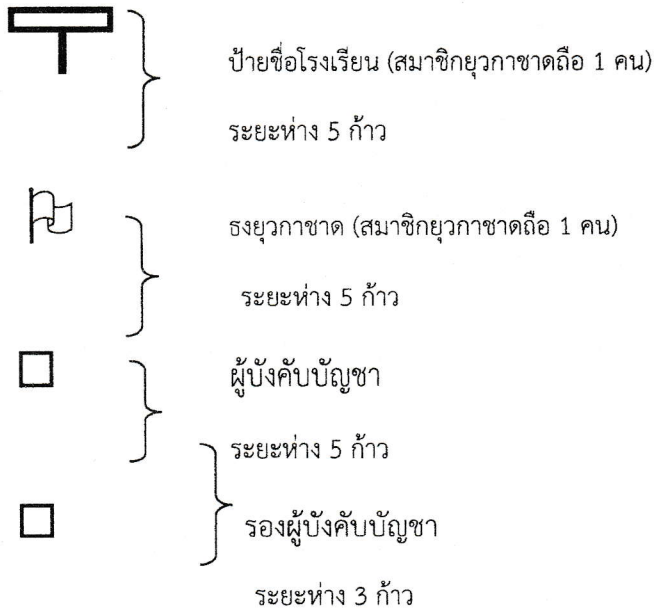 ป้ายชื่อโรงเรียน (สมาชิกยุวกาชาดถือ 1 คน)
ระยะห่าง 5 ก้าว
ธงยุวกาชาด (สมาชิกยุวกาชาดถือ 1 คน)
ระยะห่าง 5 ก้าว
ผู้บังคับบัญชา
ระยะห่าง 5 ก้าว
รองผู้บังคับบัญชา
ระยะห่าง 3 ก้าว